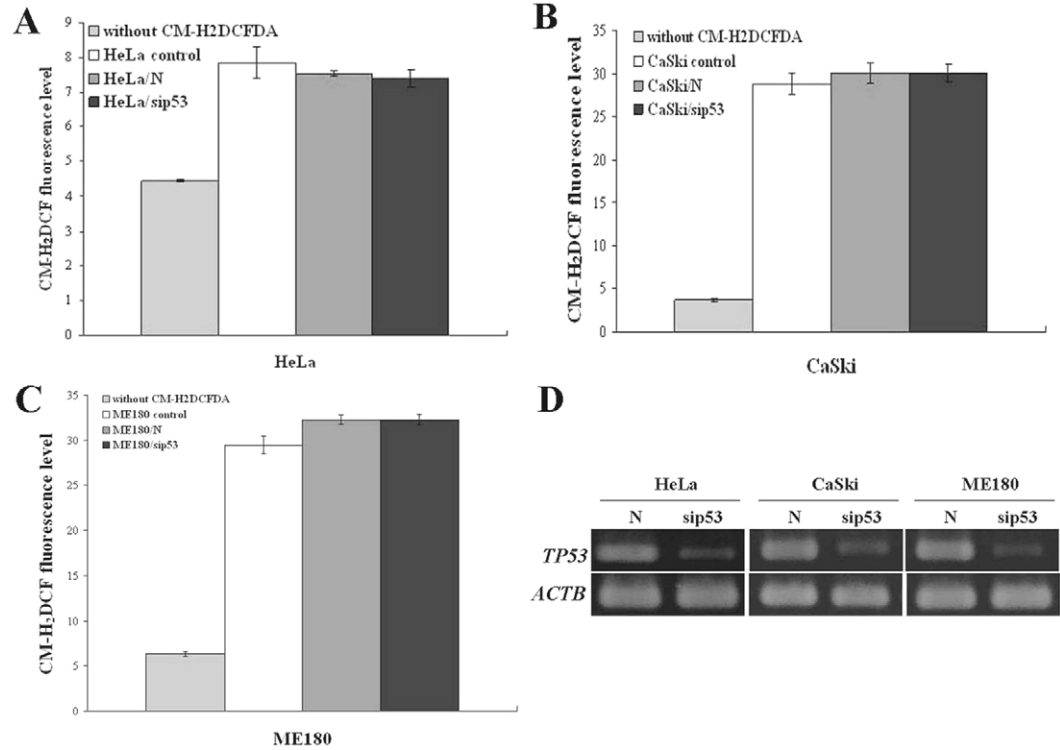 A
CM-H₂DCF fluorescence level
9
8
7
6
5
4
3
2
1
0
without CM-H2DCFDA
HeLa control
HeLa/N
HeLa/sip53
HeLa
B
CM-H₂DCF fluorescence level
35
30
25
20
15
10
5
0
without CM-H2DCFDA
CaSki control
CaSki/N
CaSki/sip53
CaSki
C
CM-H₂DCF fluorescence level
35
30
25
20
15
10
5
0
without CM-H2DCFDA
ME180 control
ME180/N
ME180/sip53
ME180
D
HeLa CaSki ME180
N sip53 N sip53 N sip53
TP53
ACTB